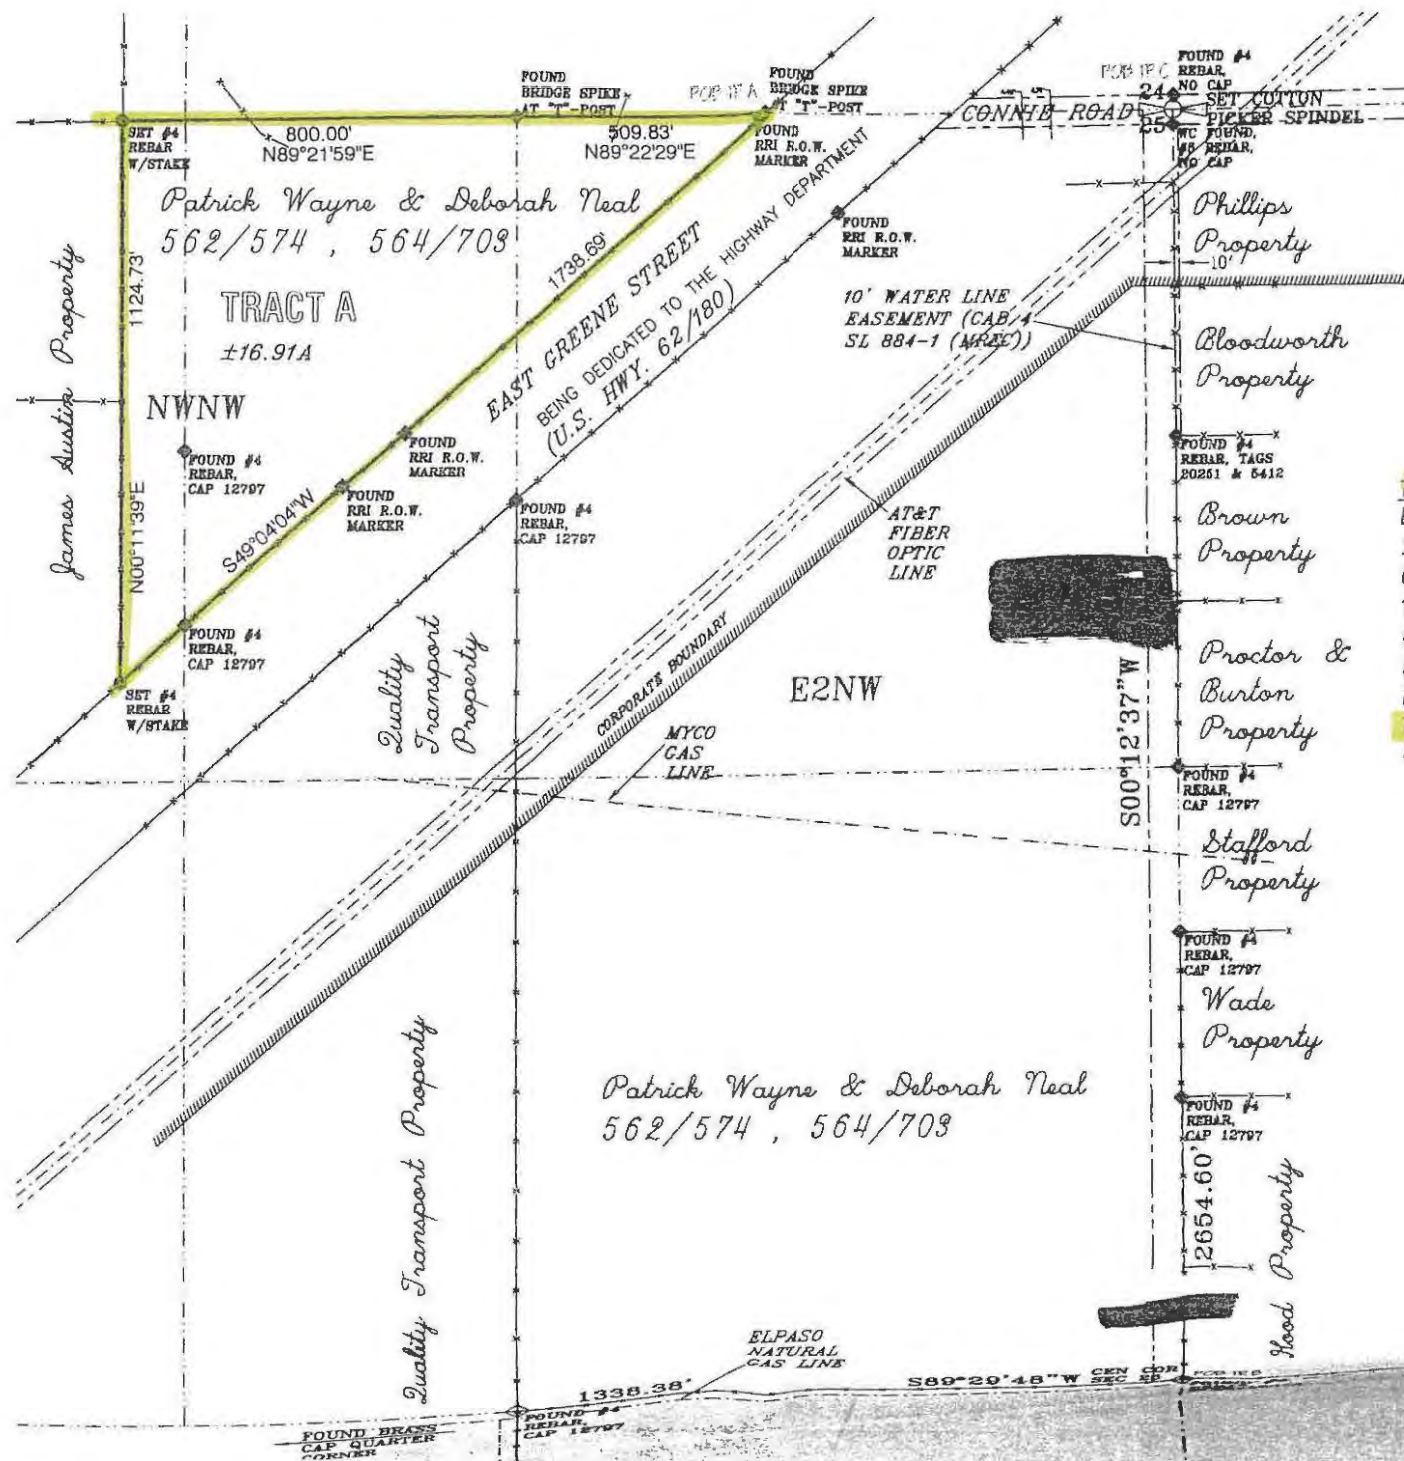 FOUND
BRIDGE SPIKE
AT "T"-POST
POB TF A
FOUND
BRIDGE SPIKE
AT "T"-POST
FOUND #4
REBAR,
NO CAP
24
SET COTTON
PICKER SPINDEL
25
WC FOUND,
#5 REBAR,
NO CAP
CONNIE ROAD
SET #4
REBAR
W/STAKE
800.00'
N89°21'59"E
509.83'
N89°22'29"E
FOUND
RRI R.O.W.
MARKER
Patrick Wayne & Deborah Neal
562/574 , 564/703
TRACT A
±16.91A
NWNW
James Austin Property
1124.73'
N00°11'39"E
1738.69'
S49°04'04"W
EAST GREENE STREET
BEING DEDICATED TO THE HIGHWAY DEPARTMENT
(U.S. HWY. 62/180)
FOUND
RRI R.O.W.
MARKER
Phillips
Property
10'
10' WATER LINE
EASEMENT (CAB/4
SL 884-1 (MREC))
Bloodworth
Property
FOUND #4
REBAR,
CAP 12797
FOUND
RRI R.O.W.
MARKER
FOUND
RRI R.O.W.
MARKER
FOUND #4
REBAR,
CAP 12797
FOUND #4
REBAR, TAGS
20251 & 5412
AT&T
FIBER
OPTIC
LINE
Brown
Property
FOUND #4
REBAR,
CAP 12797
SET #4
REBAR
W/STAKE
Quality
Transport
Property
CORPORATE BOUNDARY
E2NW
MYCO
GAS
LINE
S00°12'37"W
Proctor &
Burton
Property
FOUND #4
REBAR,
CAP 12797
Stafford
Property
FOUND #4
REBAR,
CAP 12797
Wade
Property
FOUND #4
REBAR,
CAP 12797
Patrick Wayne & Deborah Neal
562/574 , 564/703
Quality Transport Property
2654.60'
Hood Property
ELPASO
NATURAL
GAS LINE
1338.38'
S89°29'48"W
CEN COR
FOUND #4
REBAR,
CAP 12797
FOUND BRASS
CAP QUARTER
CORNER